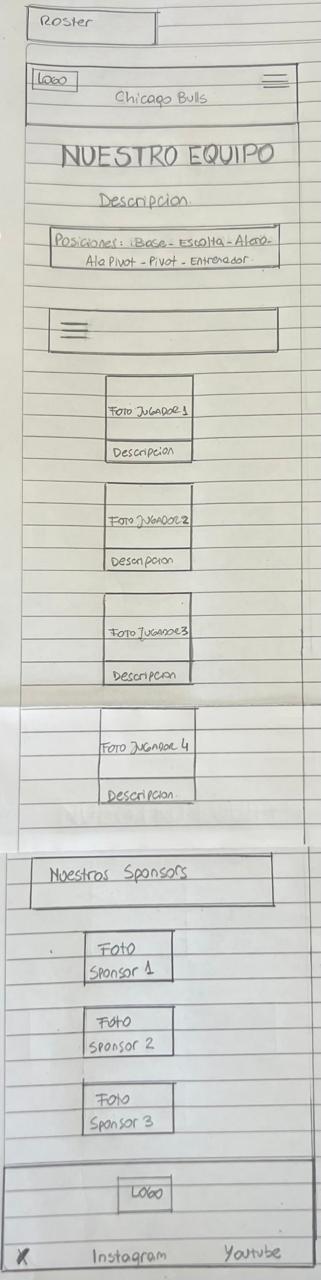 Roster
LOGO
Chicago Bulls
NUESTRO EQUIPO
Descripcion
Posiciones: Base - Escolta - Alero-
Ala Pivot - Pivot - Entrenador.
FOTO JUGADOR 1
Descripcion
FOTO JUGADOR 2
Descripcion
FOTO JUGADOR 3
Descripcion
FOTO JUGADOR 4
Descripcion.
Nuestros Sponsors
FOTO
Sponsor 1
FOTO
Sponsor 2
FOTO
Sponsor 3
LOGO
X Instagram Youtube